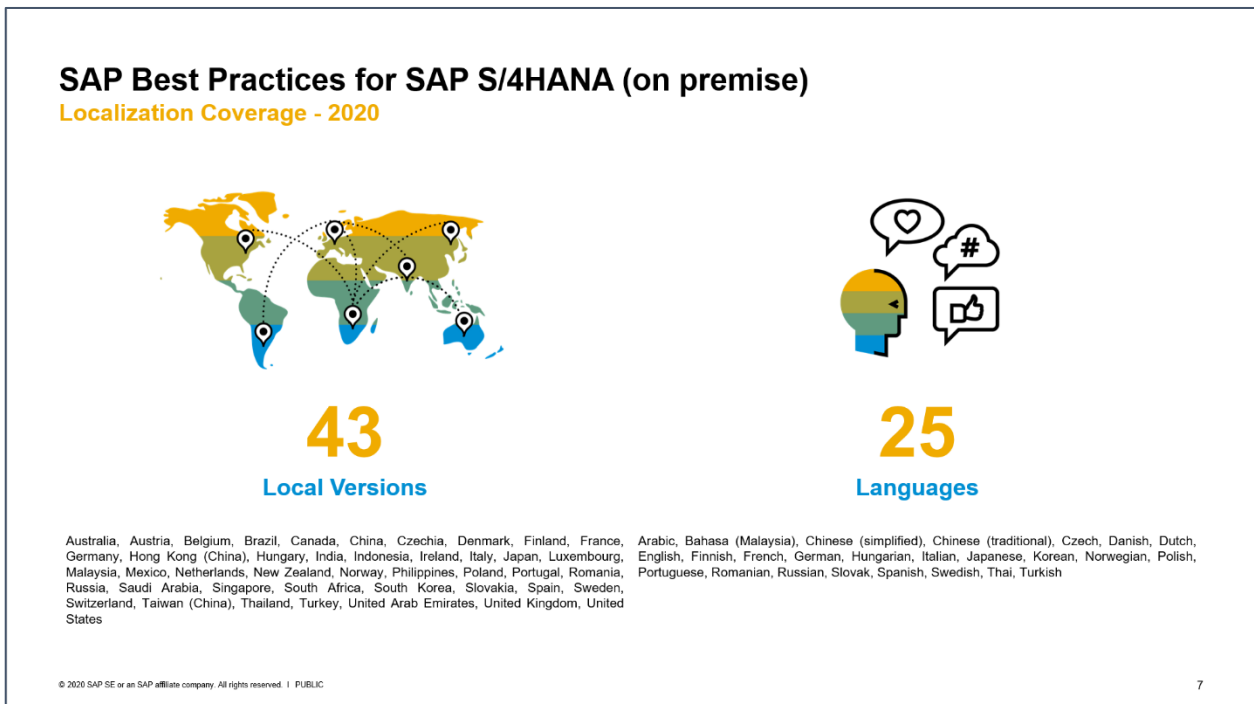 SAP Best Practices for SAP S/4HANA (on premise)
Localization Coverage - 2020
#
43
Local Versions
Australia, Austria, Belgium, Brazil, Canada, China, Czechia, Denmark, Finland, France,
Germany, Hong Kong (China), Hungary, India, Indonesia, Ireland, Italy, Japan, Luxembourg,
Malaysia, Mexico, Netherlands, New Zealand, Norway, Philippines, Poland, Portugal, Romania,
Russia, Saudi Arabia, Singapore, South Africa, South Korea, Slovakia, Spain, Sweden,
Switzerland, Taiwan (China), Thailand, Turkey, United Arab Emirates, United Kingdom, United
States
25
Languages
Arabic, Bahasa (Malaysia), Chinese (simplified), Chinese (traditional), Czech, Danish, Dutch,
English, Finnish, French, German, Hungarian, Italian, Japanese, Korean, Norwegian, Polish,
Portuguese, Romanian, Russian, Slovak, Spanish, Swedish, Thai, Turkish
© 2020 SAP SE or an SAP affiliate company. All rights reserved. I PUBLIC
7